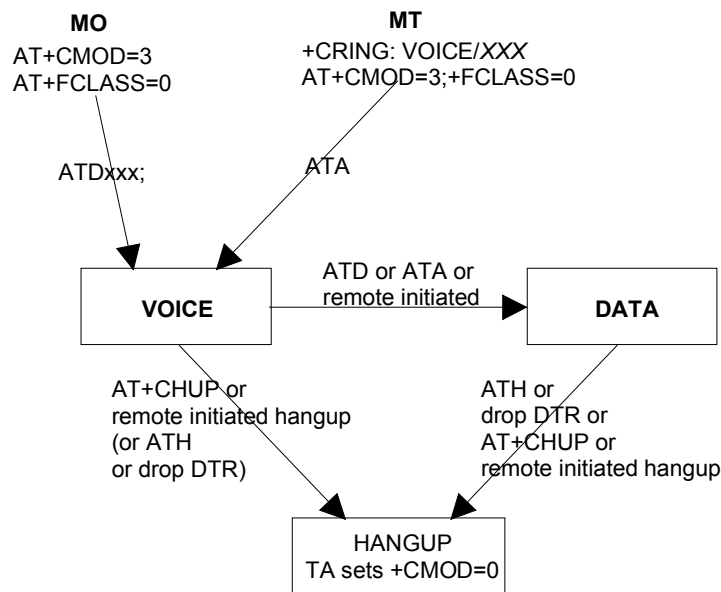 MO
AT+CMOD=3
AT+FCLASS=0
MT
+CRING: VOICE/XXX
AT+CMOD=3;+FCLASS=0
ATDxxx;
ATA
VOICE
ATD or ATA or
remote initiated
DATA
AT+CHUP or
remote initiated hangup
(or ATH
or drop DTR)
ATH or
drop DTR or
AT+CHUP or
remote initiated hangup
HANGUP
TA sets +CMOD=0